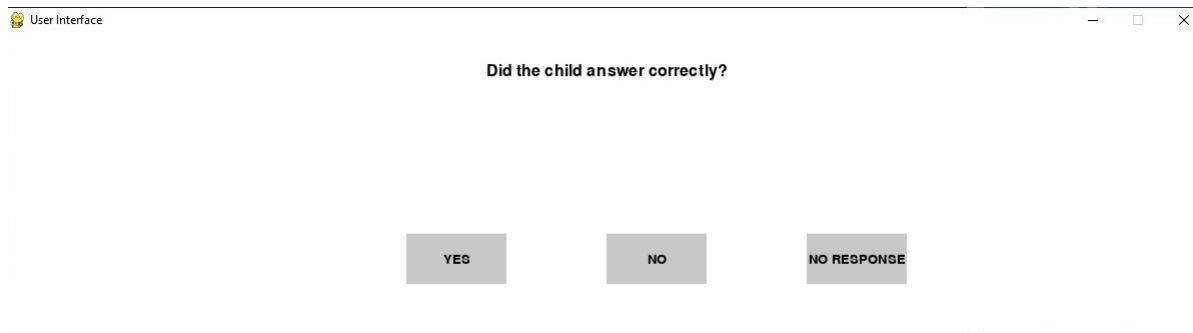 User Interface
Did the child answer correctly?
YES
NO
NO RESPONSE